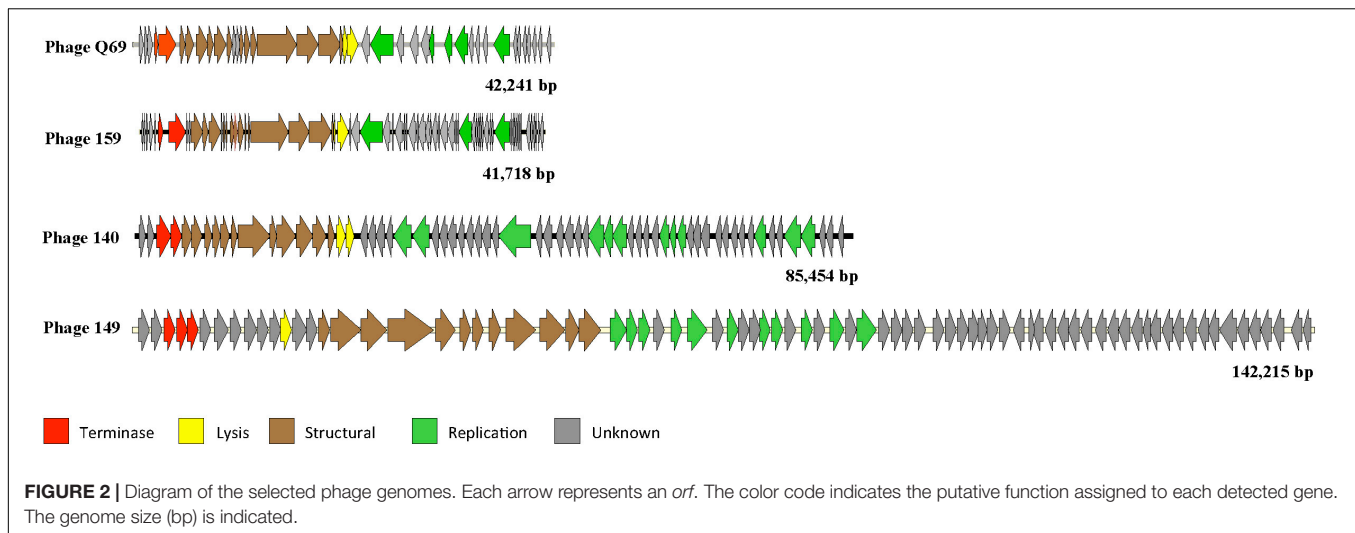 Phage Q69
42,241 bp
Phage 159
41,718 bp
Phage 140
85,454 bp
Phage 149
142,215 bp
Terminase Lysis Structural Replication Unknown
FIGURE 2 | Diagram of the selected phage genomes. Each arrow represents an orf. The color code indicates the putative function assigned to each detected gene.
The genome size (bp) is indicated.